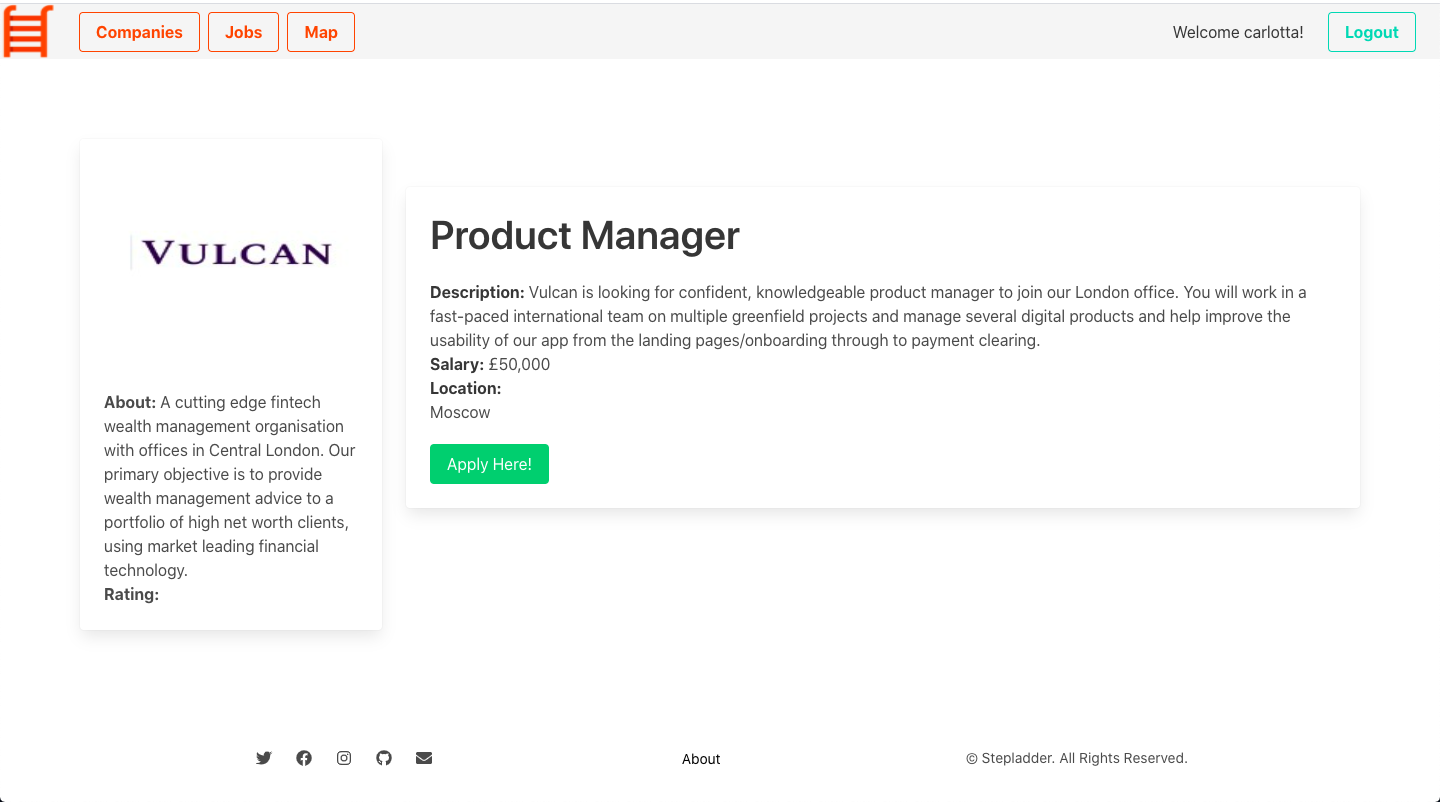 Companies
Jobs
Map
Welcome carlotta!
Logout
VULCAN
About: A cutting edge fintech
wealth management organisation
with offices in Central London. Our
primary objective is to provide
wealth management advice to a
portfolio of high net worth clients,
using market leading financial
technology.
Rating:
Product Manager
Description: Vulcan is looking for confident, knowledgeable product manager to join our London office. You will work in a
fast-paced international team on multiple greenfield projects and manage several digital products and help improve the
usability of our app from the landing pages/onboarding through to payment clearing.
Salary: £50,000
Location:
Moscow
Apply Here!
About
© Stepladder. All Rights Reserved.